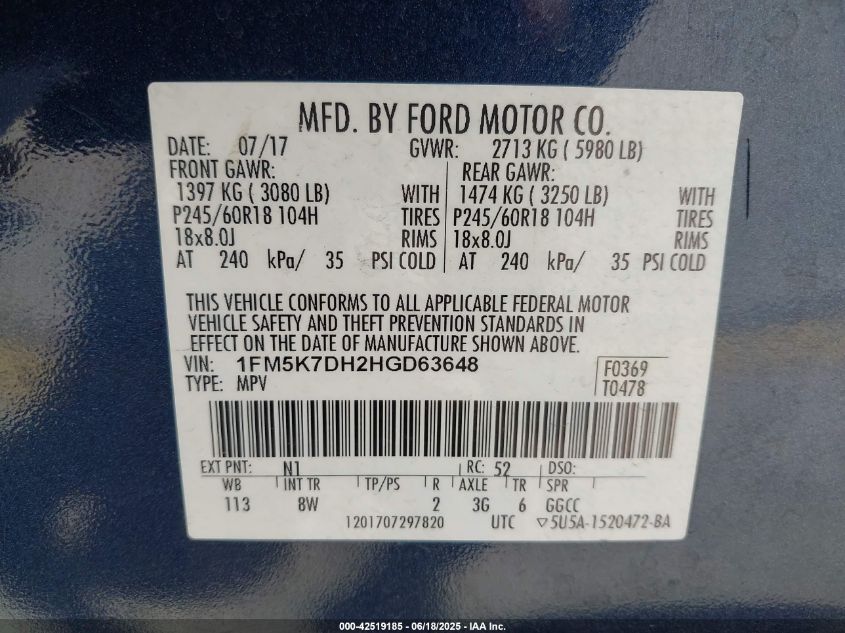 MFD. BY FORD MOTOR CO.
DATE: 07/17 GVWR: 2713 KG ( 5980 LB)
FRONT GAWR: REAR GAWR:
1397 KG ( 3080 LB) WITH 1474 KG ( 3250 LB) WITH
P245/60R18 104H TIRES P245/60R18 104H TIRES
18x8.0J RIMS 18x8.0J RIMS
AT 240 kPa/ 35 PSI COLD AT 240 kPa/ 35 PSI COLD
THIS VEHICLE CONFORMS TO ALL APPLICABLE FEDERAL MOTOR
VEHICLE SAFETY AND THEFT PREVENTION STANDARDS IN
EFFECT ON THE DATE OF MANUFACTURE SHOWN ABOVE.
VIN: 1FM5K7DH2HGD63648 F0369
TYPE: MPV T0478
EXT PNT: N1 RC: 52 DSO:
WB INT TR TP/PS R AXLE TR SPR
113 8W 2 3G 6 GGCC
1201707297820 UTC ▽5U5A-1520472-BA
000-42519185 - 06/18/2025 - IAA Inc.